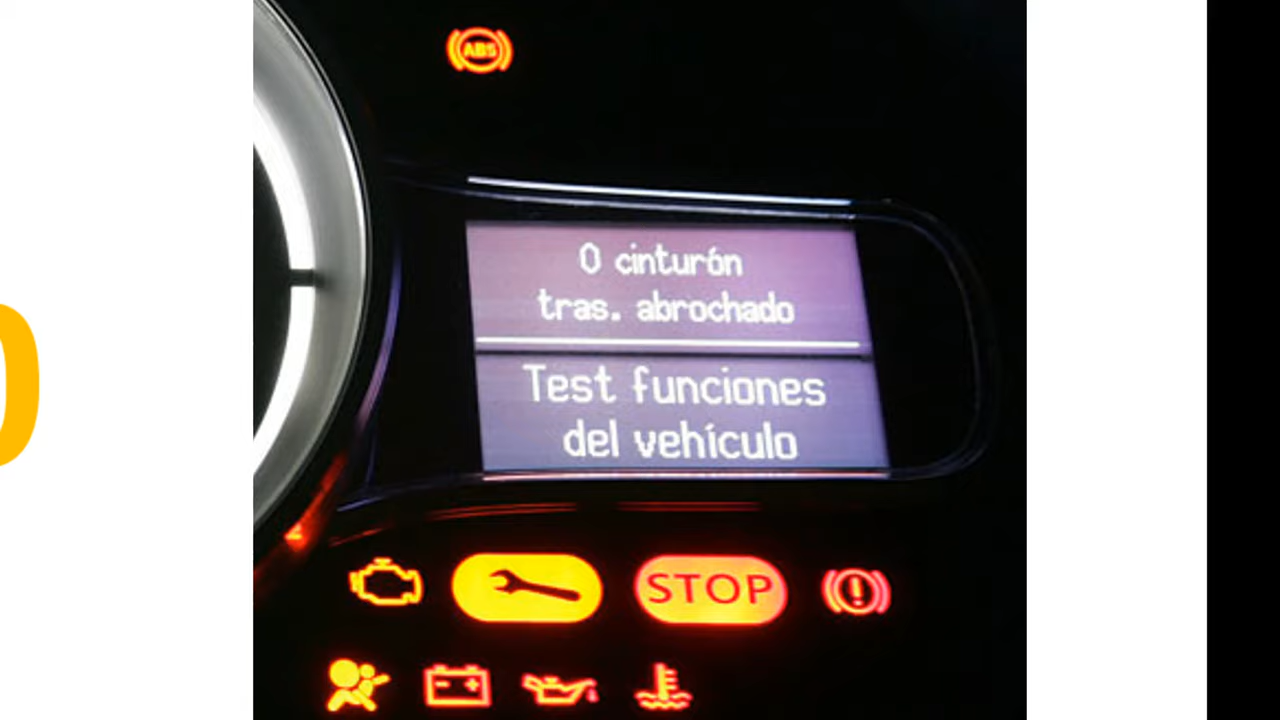 ABS
0 cinturón
tras. abrochado
Test funciones
del vehículo
STOP